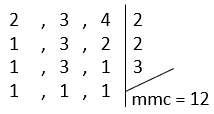 2 , 3 , 4 | 2
1 , 3 , 2 | 2
1 , 3 , 1 | 3
1 , 1 , 1 | mmc = 12